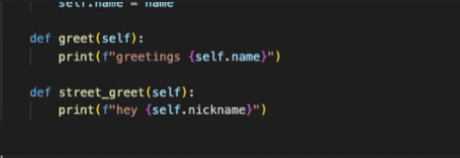 self.name = name
def greet(self):
print(f"greetings {self.name}")
def street_greet(self):
print(f"hey {self.nickname}")